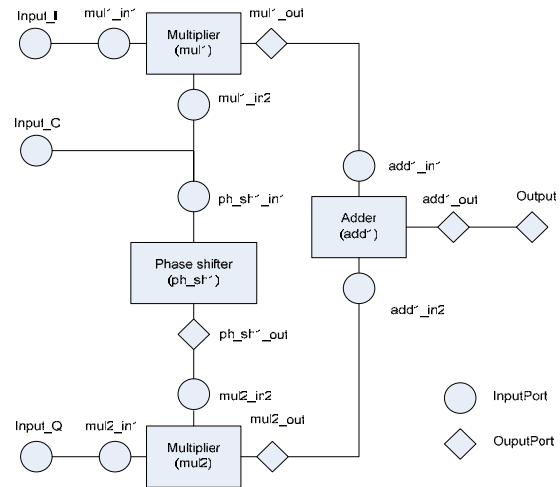 Input_I
mul1_in1
Multiplier
(mul1)
mul1_out
mul1_in2
Input_C
add1_in1
ph_sh1_in1
add1_out
Output
Adder
(add1)
Phase shifter
(ph_sh1)
add1_in2
ph_sh1_out
mul2_in2
mul2_out
InputPort
Input_Q
mul2_in1
Multiplier
(mul2)
OuputPort